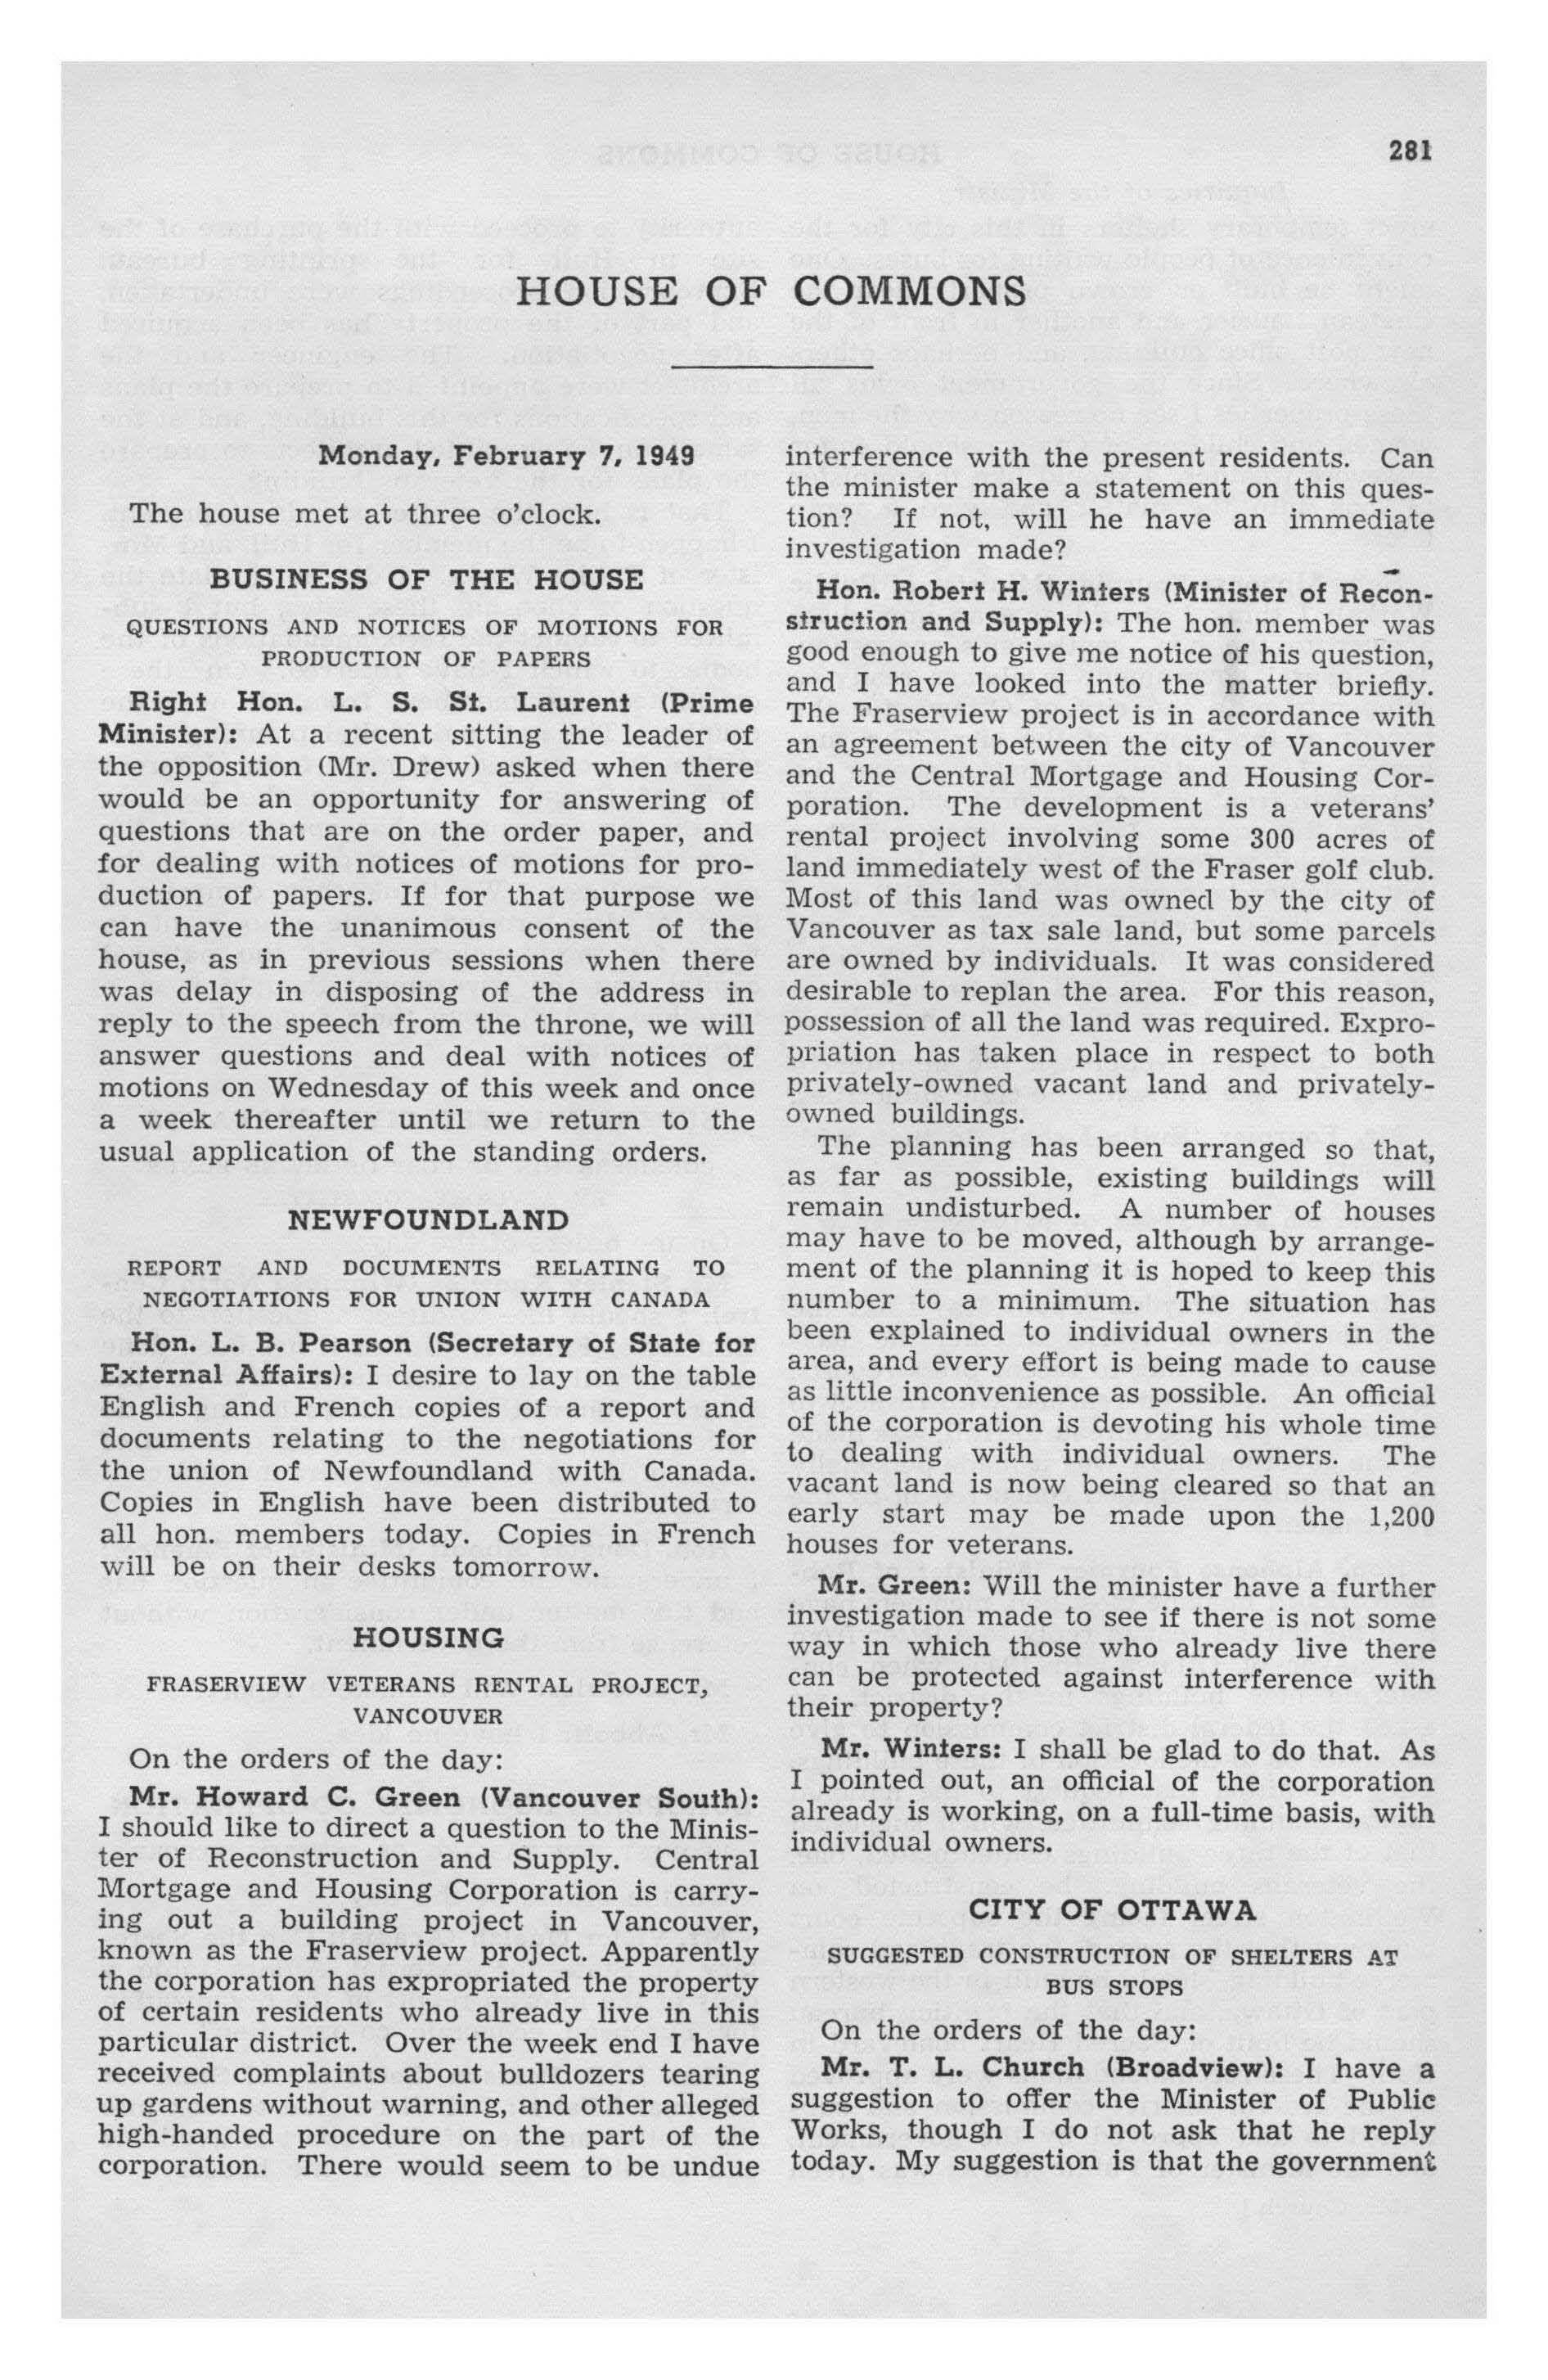 281
HOUSE OF COMMONS
Monday, February 7, 1949
The house met at three o'clock.
BUSINESS OF THE HOUSE
QUESTIONS AND NOTICES OF MOTIONS FOR
PRODUCTION OF PAPERS
Right Hon. L. S. St. Laurent (Prime
Minister): At a recent sitting the leader of
the opposition (Mr. Drew) asked when there
would be an opportunity for answering of
questions that are on the order paper, and
for dealing with notices of motions for pro-
duction of papers. If for that purpose we
can have the unanimous consent of the
house, as in previous sessions when there
was delay in disposing of the address in
reply to the speech from the throne, we will
answer questions and deal with notices of
motions on Wednesday of this week and once
a week thereafter until we return to the
usual application of the standing orders.
NEWFOUNDLAND
REPORT AND DOCUMENTS RELATING TO
NEGOTIATIONS FOR UNION WITH CANADA
Hon. L. B. Pearson (Secretary of State for
External Affairs): I desire to lay on the table
English and French copies of a report and
documents relating to the negotiations for
the union of Newfoundland with Canada.
Copies in English have been distributed to
all hon. members today. Copies in French
will be on their desks tomorrow.
HOUSING
FRASERVIEW VETERANS RENTAL PROJECT,
VANCOUVER
On the orders of the day:
Mr. Howard C. Green (Vancouver South):
I should like to direct a question to the Minis-
ter of Reconstruction and Supply. Central
Mortgage and Housing Corporation is carry-
ing out a building project in Vancouver,
known as the Fraserview project. Apparently
the corporation has expropriated the property
of certain residents who already live in this
particular district. Over the week end I have
received complaints about bulldozers tearing
up gardens without warning, and other alleged
high-handed procedure on the part of the
corporation. There would seem to be undue
interference with the present residents. Can
the minister make a statement on this ques-
tion? If not, will he have an immediate
investigation made?
Hon. Robert H. Winters (Minister of Recon-
struction and Supply): The hon. member was
good enough to give me notice of his question,
and I have looked into the matter briefly.
The Fraserview project is in accordance with
an agreement between the city of Vancouver
and the Central Mortgage and Housing Cor-
poration. The development is a veterans'
rental project involving some 300 acres of
land immediately west of the Fraser golf club.
Most of this land was owned by the city of
Vancouver as tax sale land, but some parcels
are owned by individuals. It was considered
desirable to replan the area. For this reason,
possession of all the land was required. Expro-
priation has taken place in respect to both
privately-owned vacant land and privately-
owned buildings.
The planning has been arranged so that,
as far as possible, existing buildings will
remain undisturbed. A number of houses
may have to be moved, although by arrange-
ment of the planning it is hoped to keep this
number to a minimum. The situation has
been explained to individual owners in the
area, and every effort is being made to cause
as little inconvenience as possible. An official
of the corporation is devoting his whole time
to dealing with individual owners. The
vacant land is now being cleared so that an
early start may be made upon the 1,200
houses for veterans.
Mr. Green: Will the minister have a further
investigation made to see if there is not some
way in which those who already live there
can be protected against interference with
their property?
Mr. Winters: I shall be glad to do that. As
I pointed out, an official of the corporation
already is working, on a full-time basis, with
individual owners.
CITY OF OTTAWA
SUGGESTED CONSTRUCTION OF SHELTERS AT
BUS STOPS
On the orders of the day:
Mr. T. L. Church (Broadview): I have a
suggestion to offer the Minister of Public
Works, though I do not ask that he reply
today. My suggestion is that the government